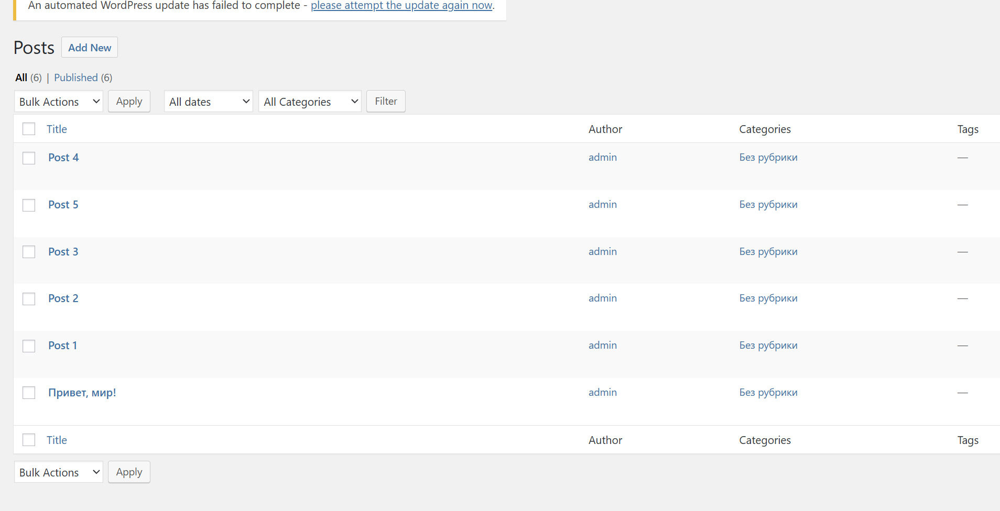 An automated WordPress update has failed to complete - please attempt the update again now.
Posts Add New
All (6) | Published (6)
Bulk Actions Apply All dates All Categories Filter
Title Author Categories Tags
Post 4 admin Без рубрики —
Post 5 admin Без рубрики —
Post 3 admin Без рубрики —
Post 2 admin Без рубрики —
Post 1 admin Без рубрики —
Привет, мир! admin Без рубрики —
Title Author Categories Tags
Bulk Actions Apply